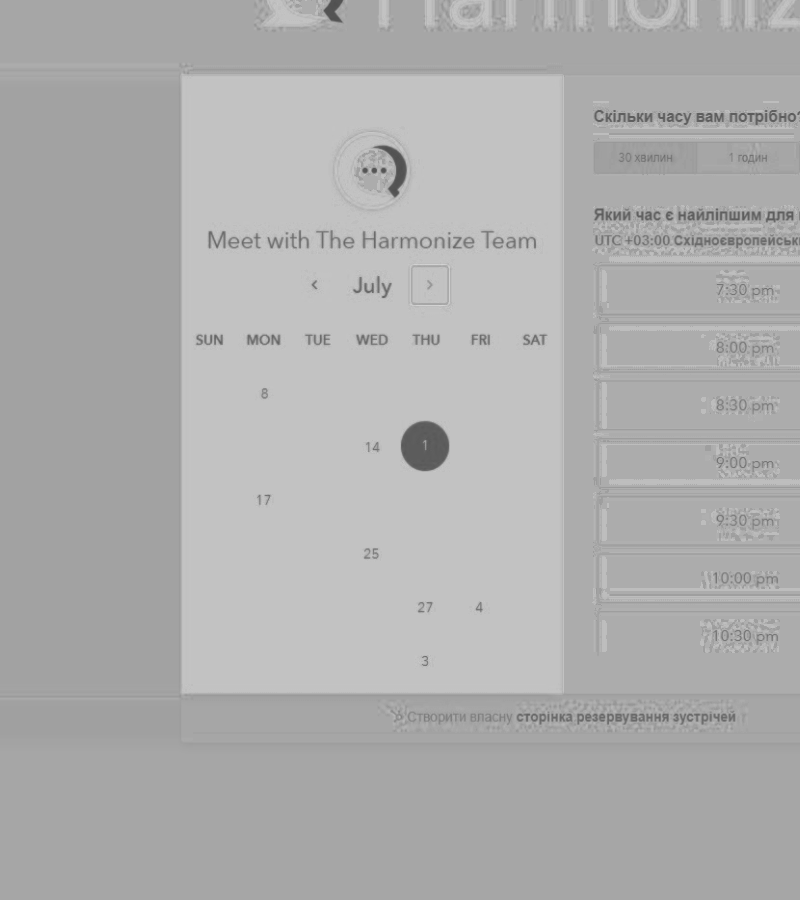 Harmoniz
Meet with The Harmonize Team
July
SUN MON TUE WED THU FRI SAT
8
14 1
17
25
27 4
3
Скільки часу вам потрібно?
30 хвилин 1 годин
Який час є найліпшим для
UTC +03:00 Східноєвропейськ
7:30 pm
8:00 pm
8:30 pm
9:00 pm
9:30 pm
10:00 pm
10:30 pm
Створити власну сторінка резервування зустрічей